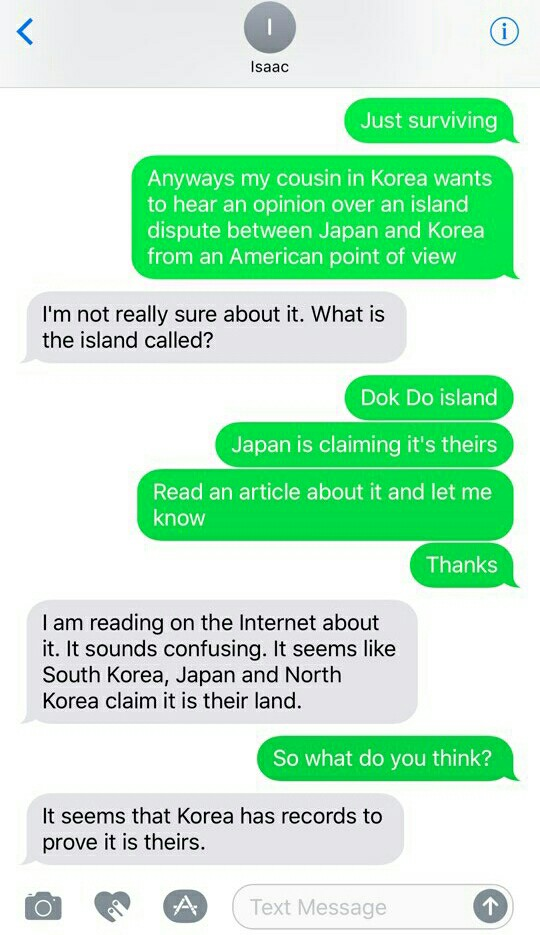 I
Isaac
Just surviving
Anyways my cousin in Korea wants
to hear an opinion over an island
dispute between Japan and Korea
from an American point of view
I'm not really sure about it. What is
the island called?
Dok Do island
Japan is claiming it's theirs
Read an article about it and let me
know
Thanks
I am reading on the Internet about
it. It sounds confusing. It seems like
South Korea, Japan and North
Korea claim it is their land.
So what do you think?
It seems that Korea has records to
prove it is theirs.
Text Message